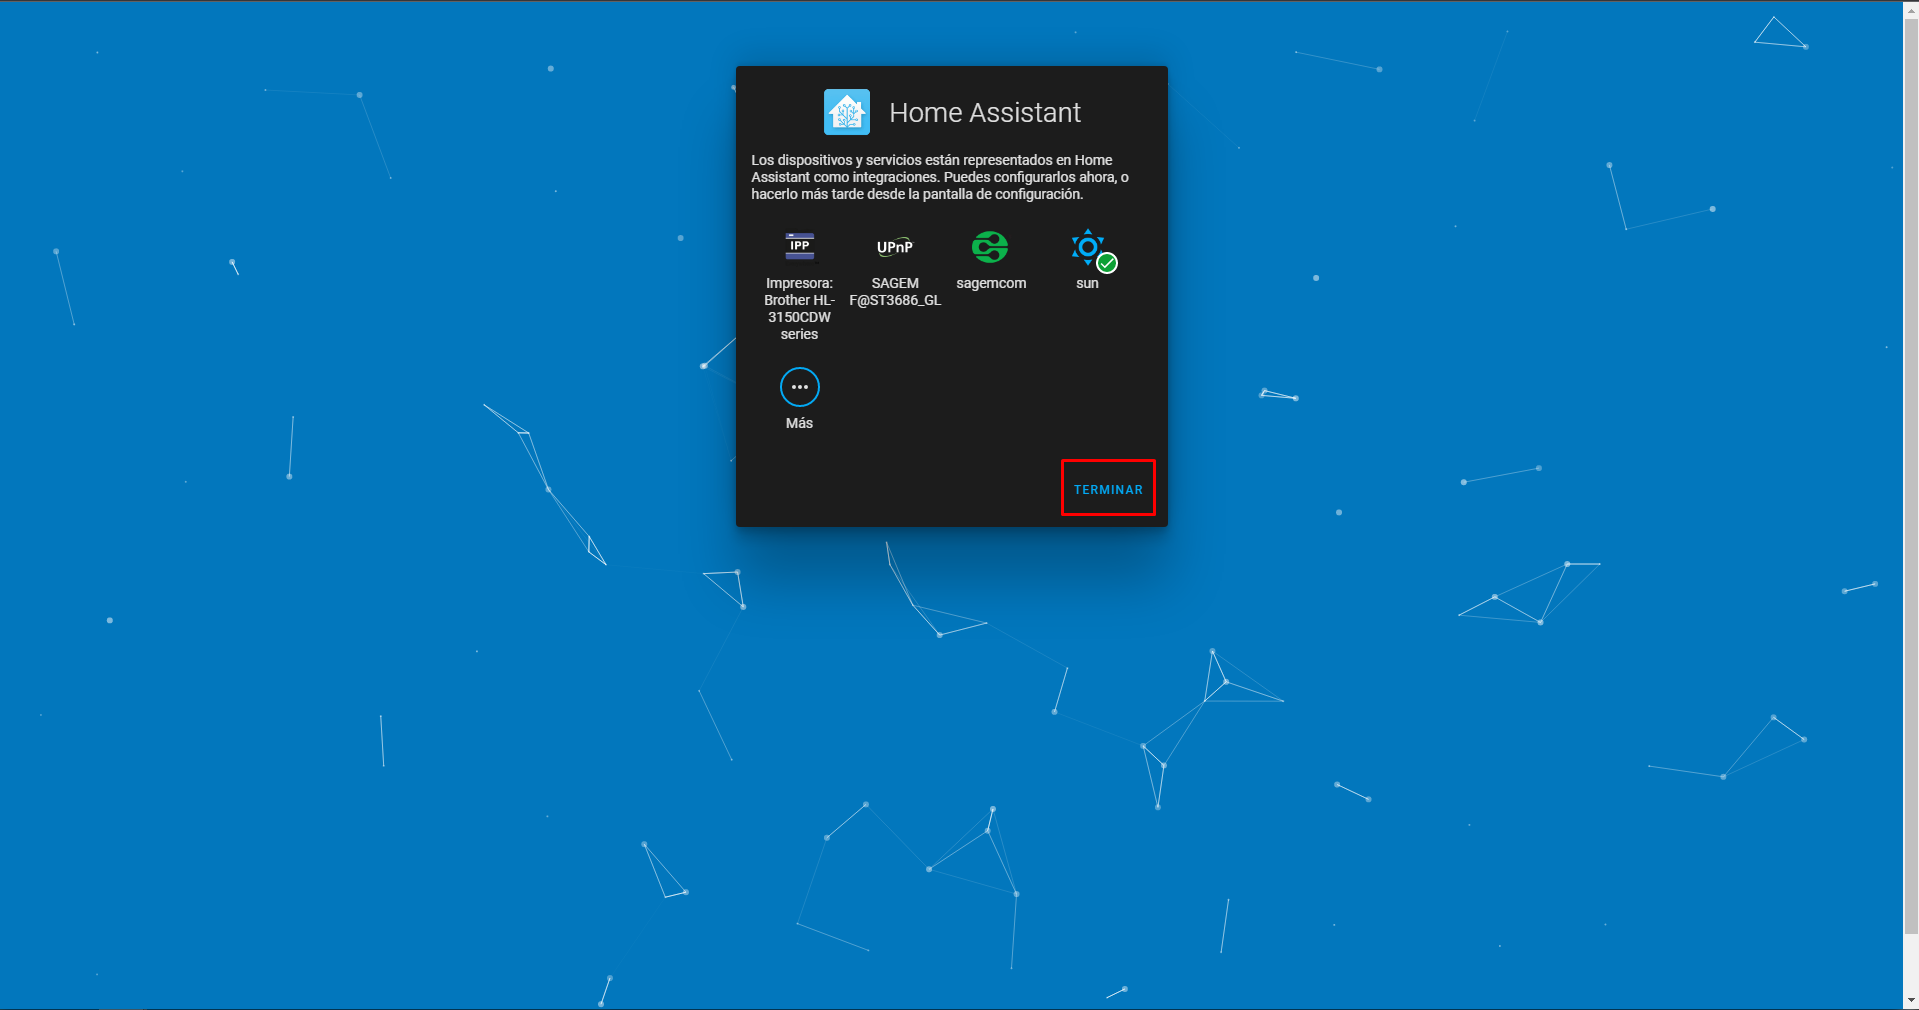 Home Assistant
Los dispositivos y servicios están representados en Home
Assistant como integraciones. Puedes configurarlos ahora, o
hacerlo más tarde desde la pantalla de configuración.
IPP
UPnP
Impresora:
Brother HL-
3150CDW
series
SAGEM
F@ST3686_GL
sagemcom
sun
Más
TERMINAR